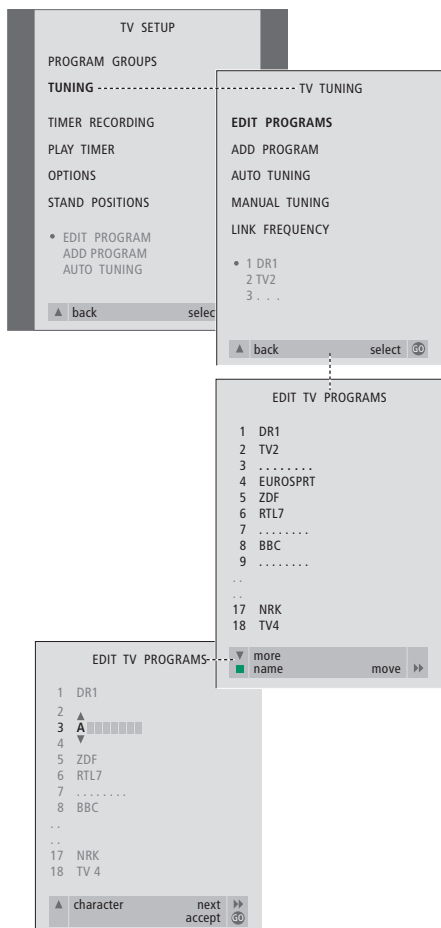 TV SETUP
PROGRAM GROUPS
TUNING
TIMER RECORDING
PLAY TIMER
OPTIONS
STAND POSITIONS
• EDIT PROGRAM
ADD PROGRAM
AUTO TUNING
▲ back selec
TV TUNING
EDIT PROGRAMS
ADD PROGRAM
AUTO TUNING
MANUAL TUNING
LINK FREQUENCY
• 1 DR1
2 TV2
3 . . .
▲ back select GO
EDIT TV PROGRAMS
1 DR1
2 TV2
3 ........
4 EUROSPRT
5 ZDF
6 RTL7
7 ........
8 BBC
9 ........
. .
. .
17 NRK
18 TV4
▼ more
name move ▶▶
EDIT TV PROGRAMS
1 DR1
2
3 A
4
5 ZDF
6 RTL7
7 ........
8 BBC
. .
. .
17 NRK
18 TV 4
▲ character next ▶▶
accept GO